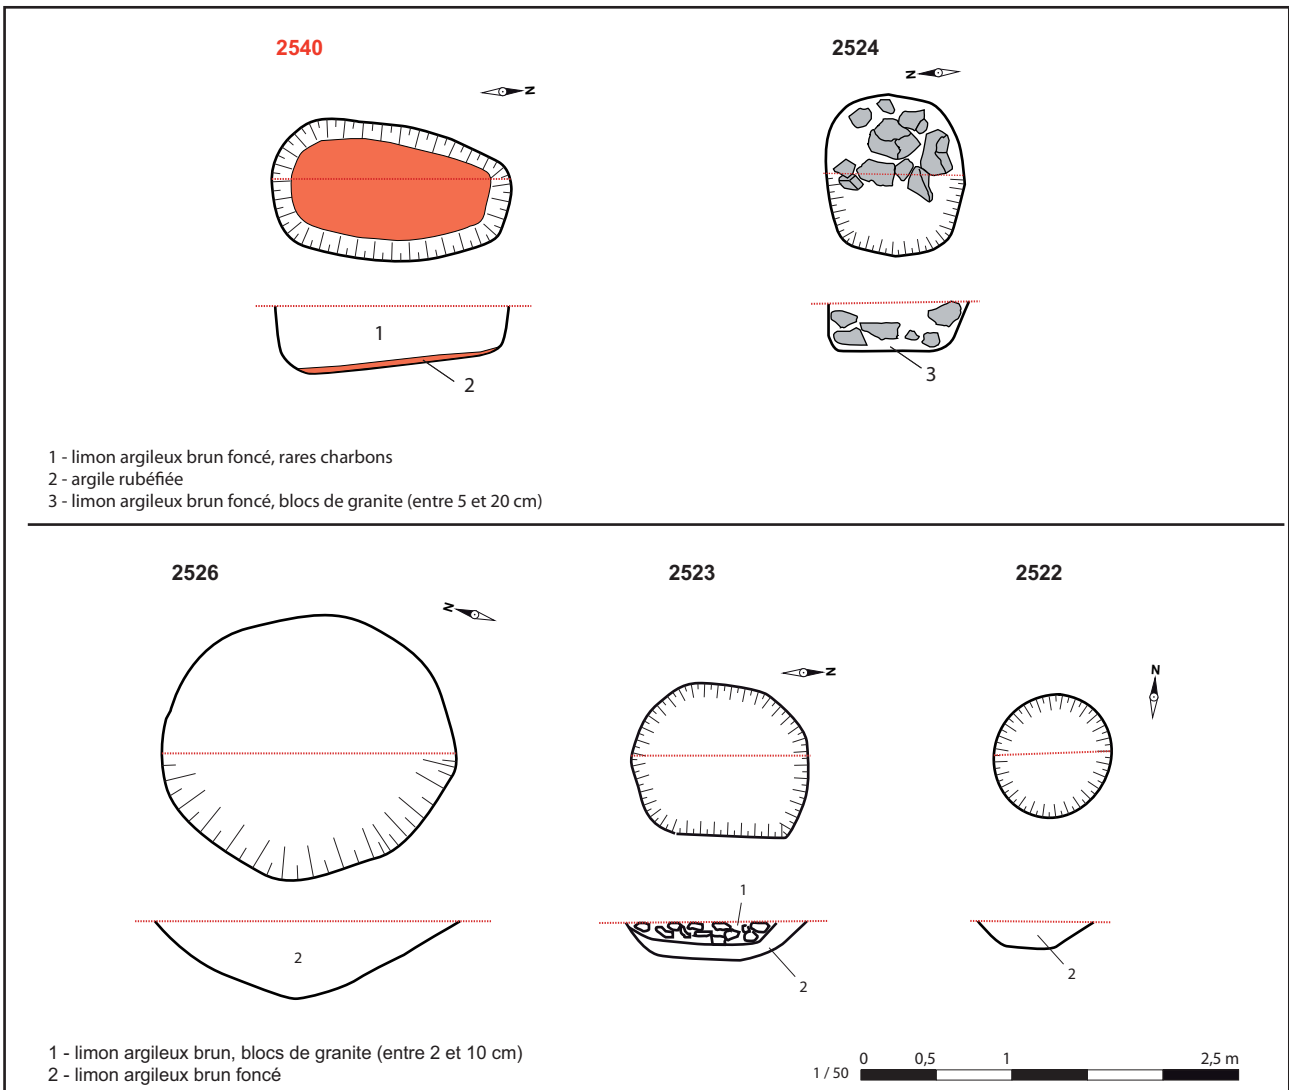 2540
2524
N
N
1
2
3
1 - limon argileux brun foncé, rares charbons
2 - argile rubéfiée
3 - limon argileux brun foncé, blocs de granite (entre 5 et 20 cm)
2526
2523
2522
N
N
N
2
1
2
2
1 - limon argileux brun, blocs de granite (entre 2 et 10 cm)
2 - limon argileux brun foncé
1 / 50
0 0,5 1 2,5 m